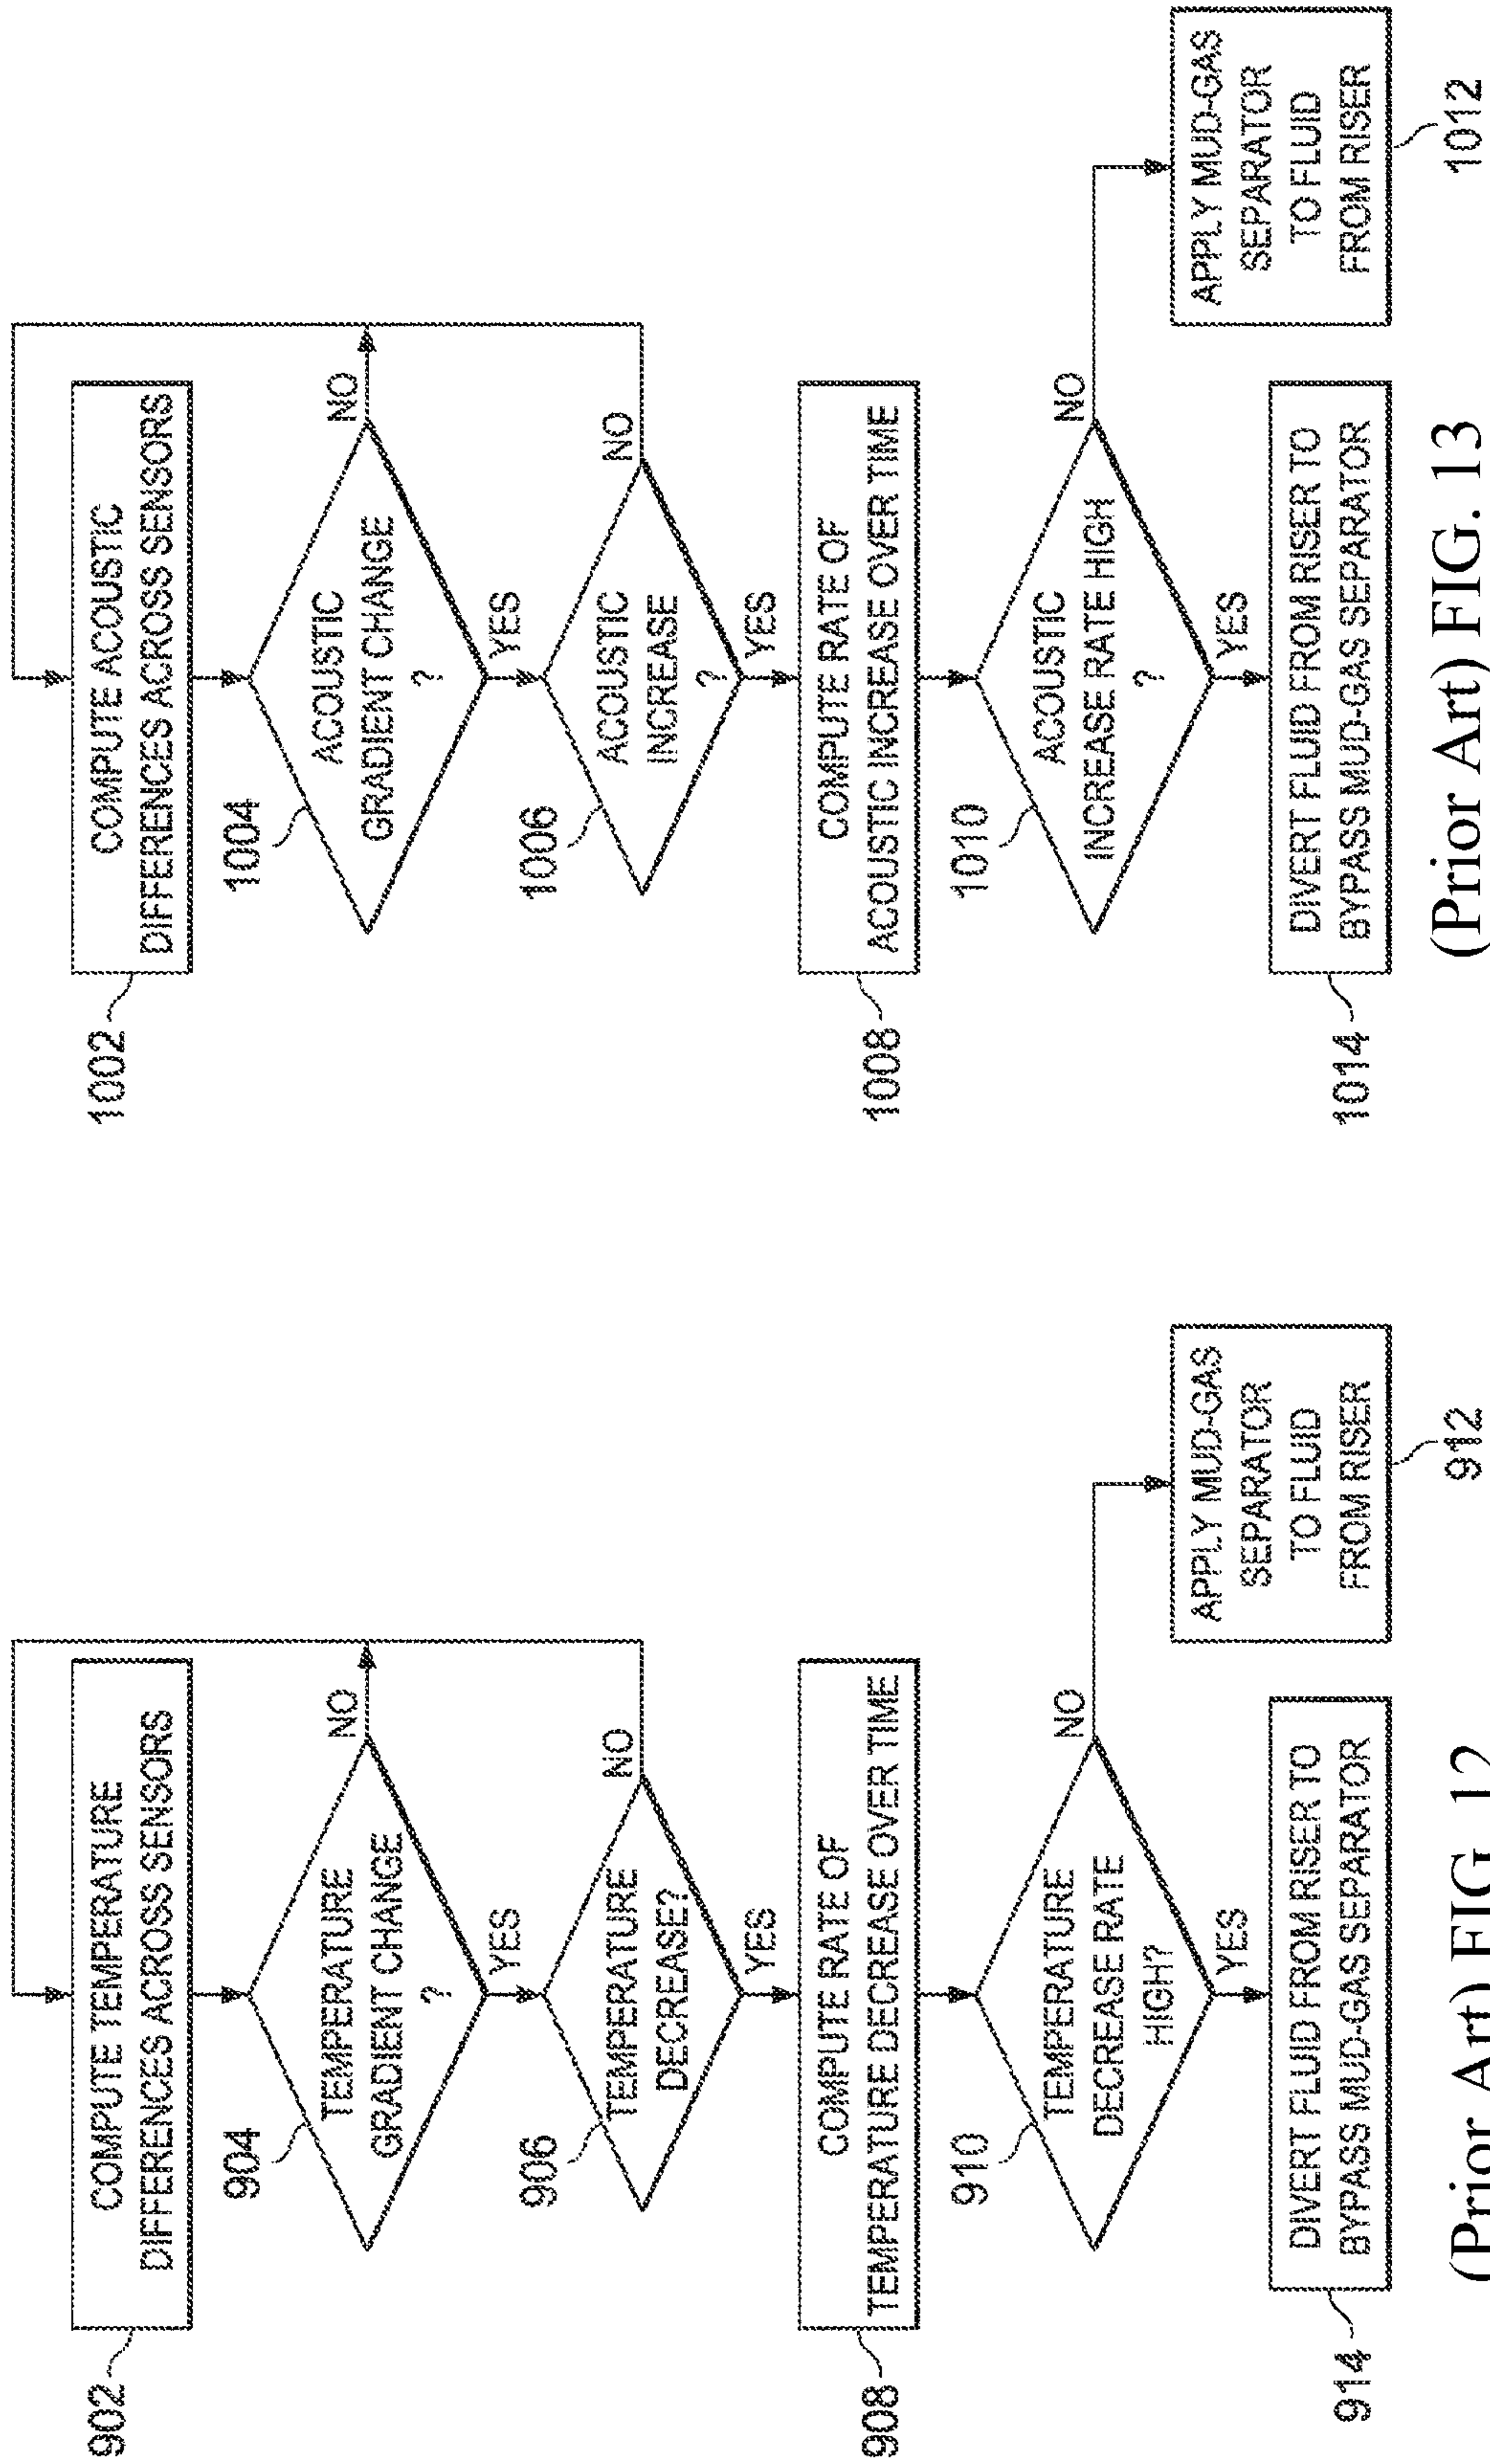 902
COMPUTE TEMPERATURE
DIFFERENCES ACROSS SENSORS
904
TEMPERATURE
GRADIENT CHANGE
?
NO
YES
906
TEMPERATURE
DECREASE?
NO
YES
908
COMPUTE RATE OF
TEMPERATURE DECREASE OVER TIME
910
TEMPERATURE
DECREASE RATE
HIGH?
NO
YES
914
DIVERT FLUID FROM RISER TO
BYPASS MUD-GAS SEPARATOR
APPLY MUD-GAS
SEPARATOR
TO FLUID
FROM RISER
912
(Prior Art) FIG. 12
1002
COMPUTE ACOUSTIC
DIFFERENCES ACROSS SENSORS
1004
ACOUSTIC
GRADIENT CHANGE
?
NO
YES
1006
ACOUSTIC
INCREASE
?
NO
YES
1008
COMPUTE RATE OF
ACOUSTIC INCREASE OVER TIME
1010
ACOUSTIC
INCREASE RATE HIGH
?
NO
YES
1014
DIVERT FLUID FROM RISER TO
BYPASS MUD-GAS SEPARATOR
APPLY MUD-GAS
SEPARATOR
TO FLUID
FROM RISER
1012
(Prior Art) FIG. 13